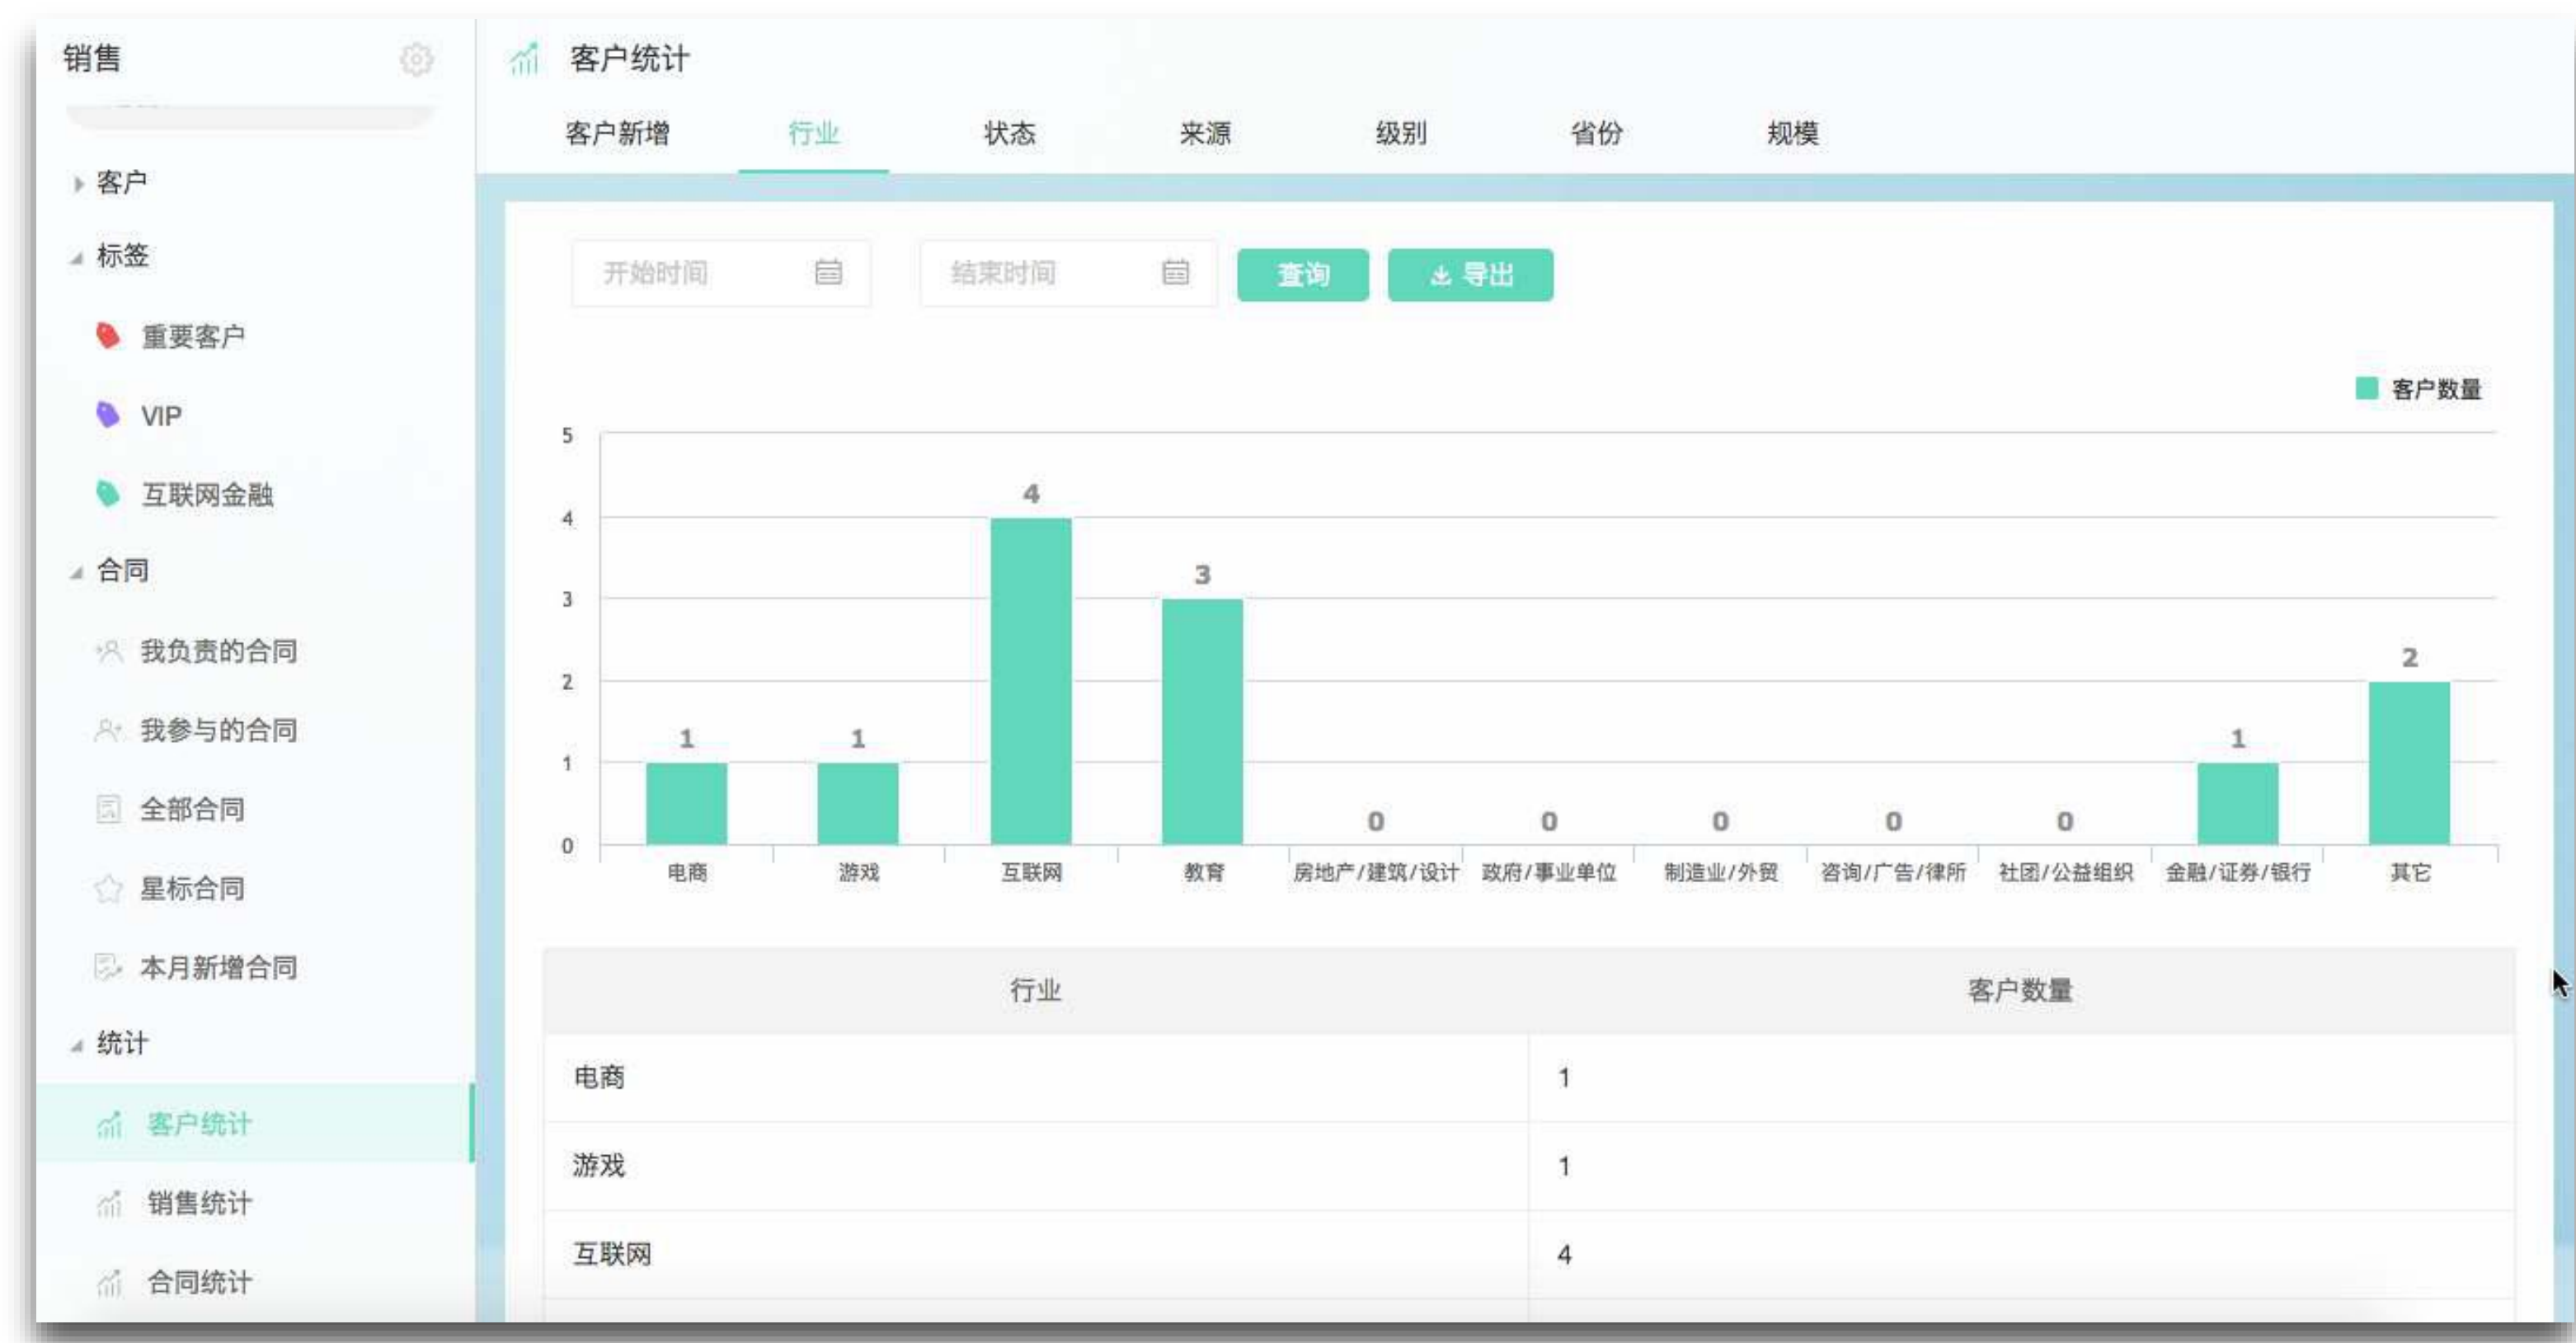 销售
客户
标签
重要客户
VIP
互联网金融
合同
我负责的合同
我参与的合同
全部合同
星标合同
本月新增合同
统计
客户统计
销售统计
合同统计
客户统计
客户新增 行业 状态 来源 级别 省份 规模
开始时间 结束时间 查询 导出
客户数量
5
4
3
2
1
0
1 1 4 3 0 0 0 0 0 1 2
电商 游戏 互联网 教育 房地产/建筑/设计 政府/事业单位 制造业/外贸 咨询/广告/律所 社团/公益组织 金融/证券/银行 其它
行业 客户数量
电商 1
游戏 1
互联网 4